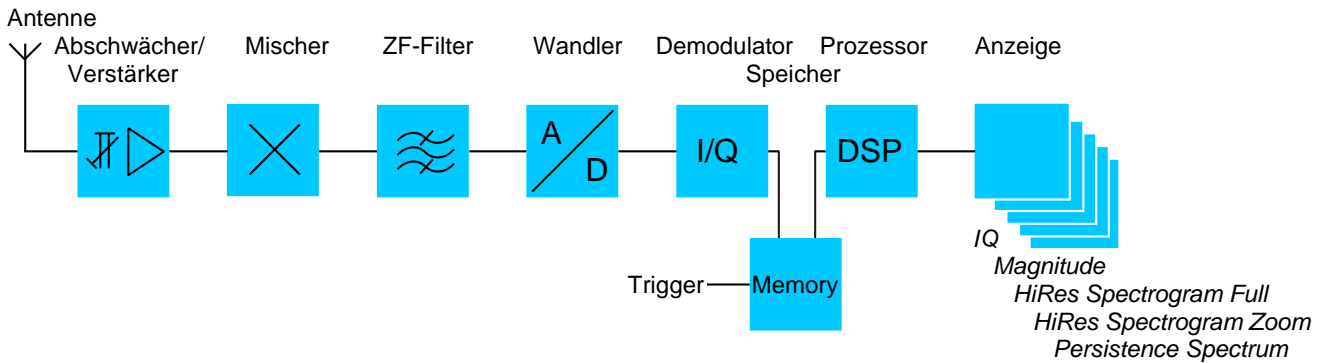 Antenne
Abschwächer/
Verstärker
Mischer
ZF-Filter
Wandler
Demodulator
Speicher
Prozessor
Anzeige
A
D
I/Q
DSP
Trigger
Memory
IQ
Magnitude
HiRes Spectrogram Full
HiRes Spectrogram Zoom
Persistence Spectrum